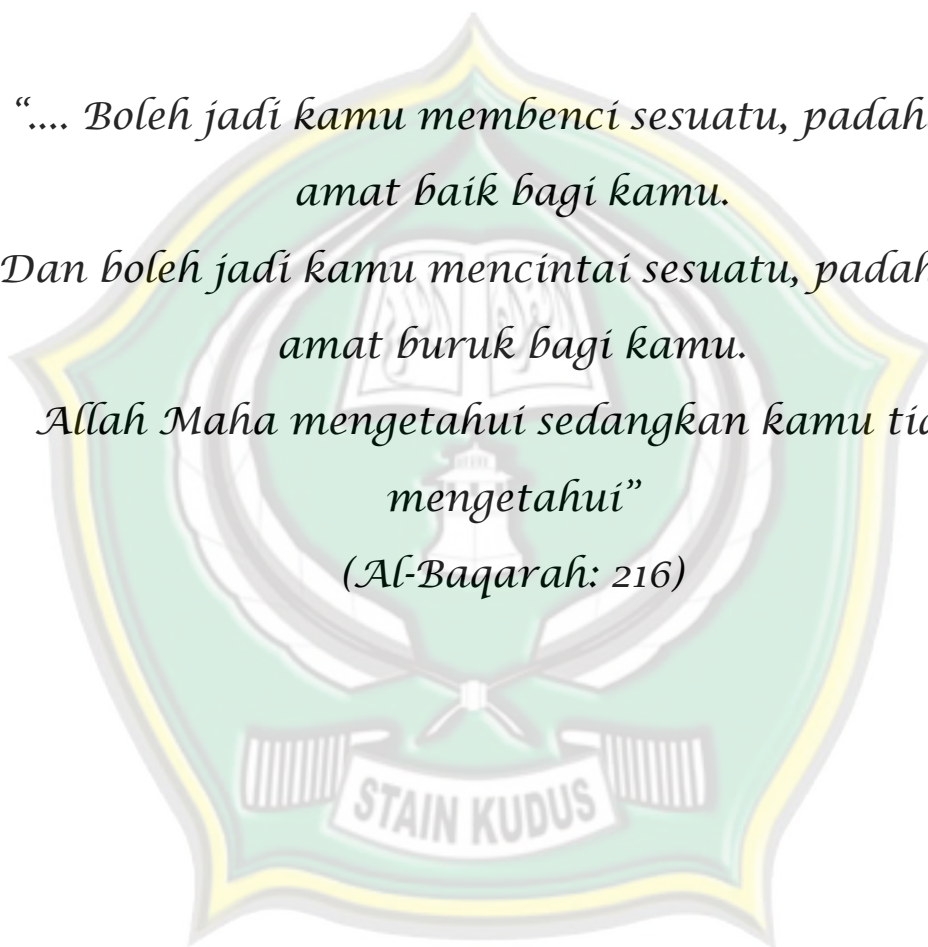 “.... Boleh jadi kamu membenci sesuatu, padah
amat baik bagi kamu.
Dan boleh jadi kamu mencintai sesuatu, padah
amat buruk bagi kamu.
Allah Maha mengetahui sedangkan kamu tid
mengetahui”
(Al-Baqarah: 216)
STAIN KUDUS